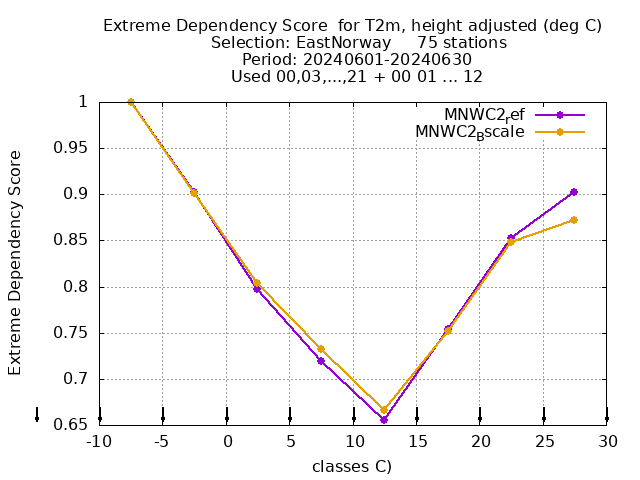 Extreme Dependency Score  for T2m, height adjusted (deg C)
Selection: EastNorway     75 stations
Period: 20240601-20240630
Used 00,03,...,21 + 00 01 ... 12
MNWC2ref
MNWC2Bscale
Extreme Dependency Score
1
0.95
0.9
0.85
0.8
0.75
0.7
0.65
-10 -5 0 5 10 15 20 25 30
classes C)